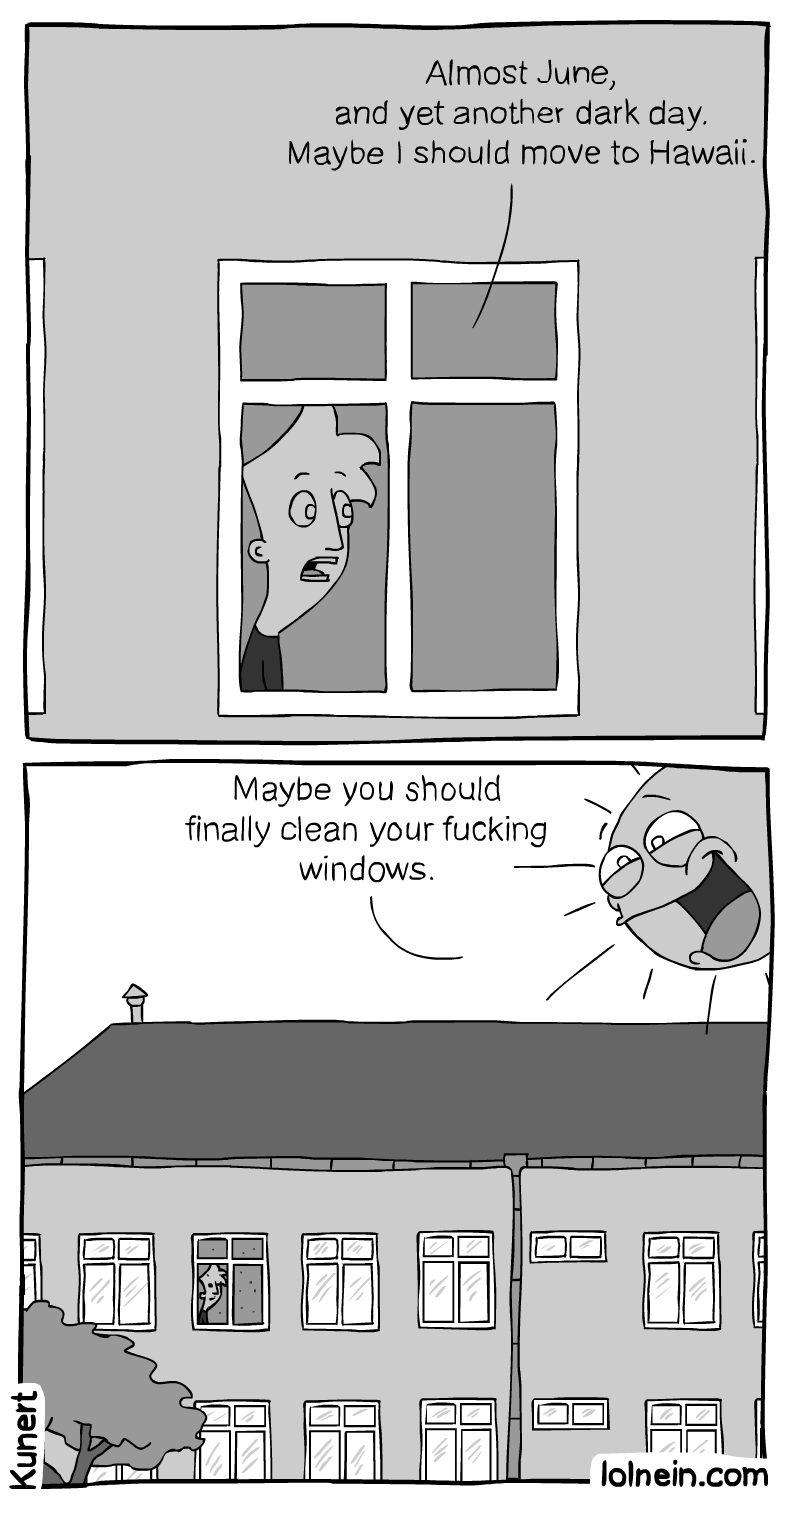 Almost June,
and yet another dark day.
Maybe I should move to Hawaii.
Maybe you should
finally clean your fucking
windows.
Kunert
lolnein.com